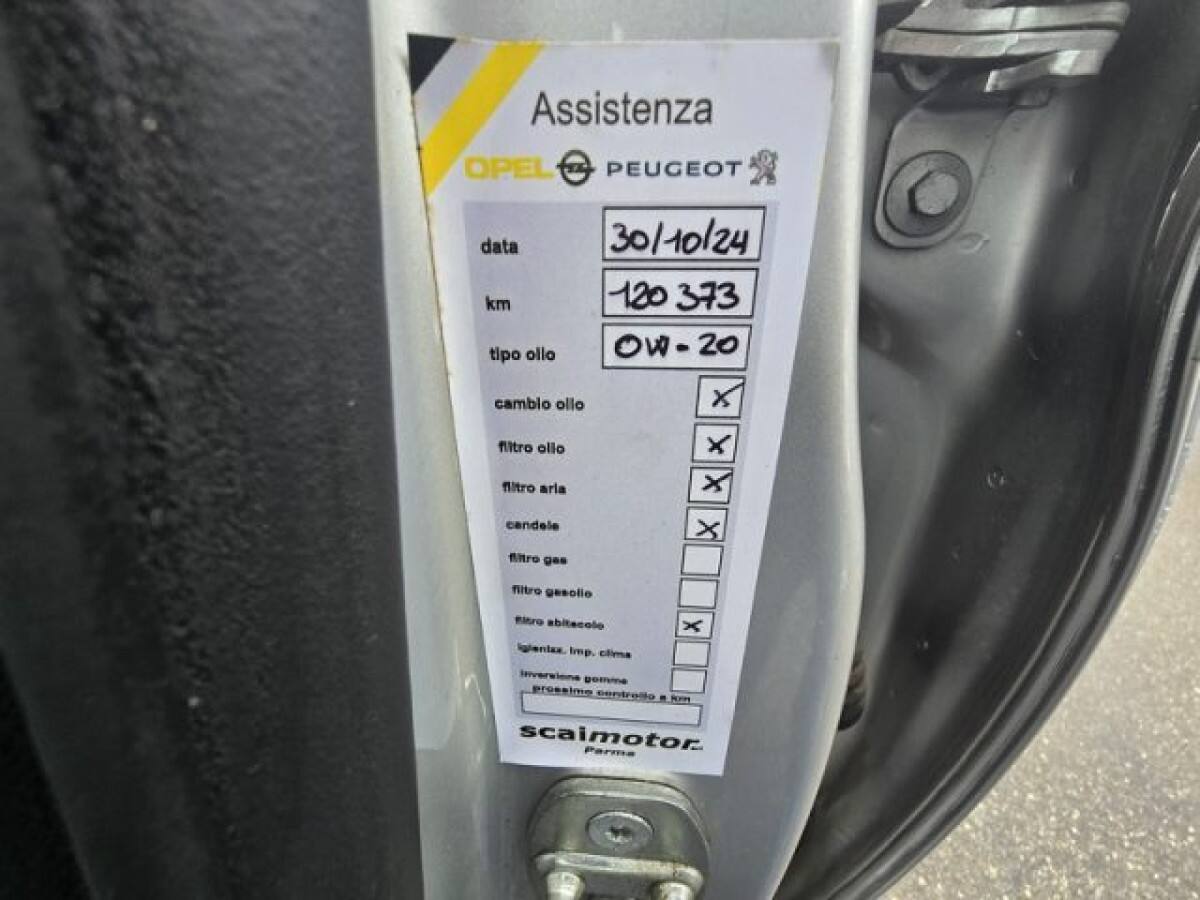 Assistenza
OPEL PEUGEOT
data 30/10/24
km 120 373
tipo olio 0W-20
cambio olio X
filtro olio X
filtro aria X
candele X
filtro gas
filtro gasolio
filtro abitacolo X
igienizz. imp. clima
inversione gomme
prossimo controllo a km
scaimotor
Parma